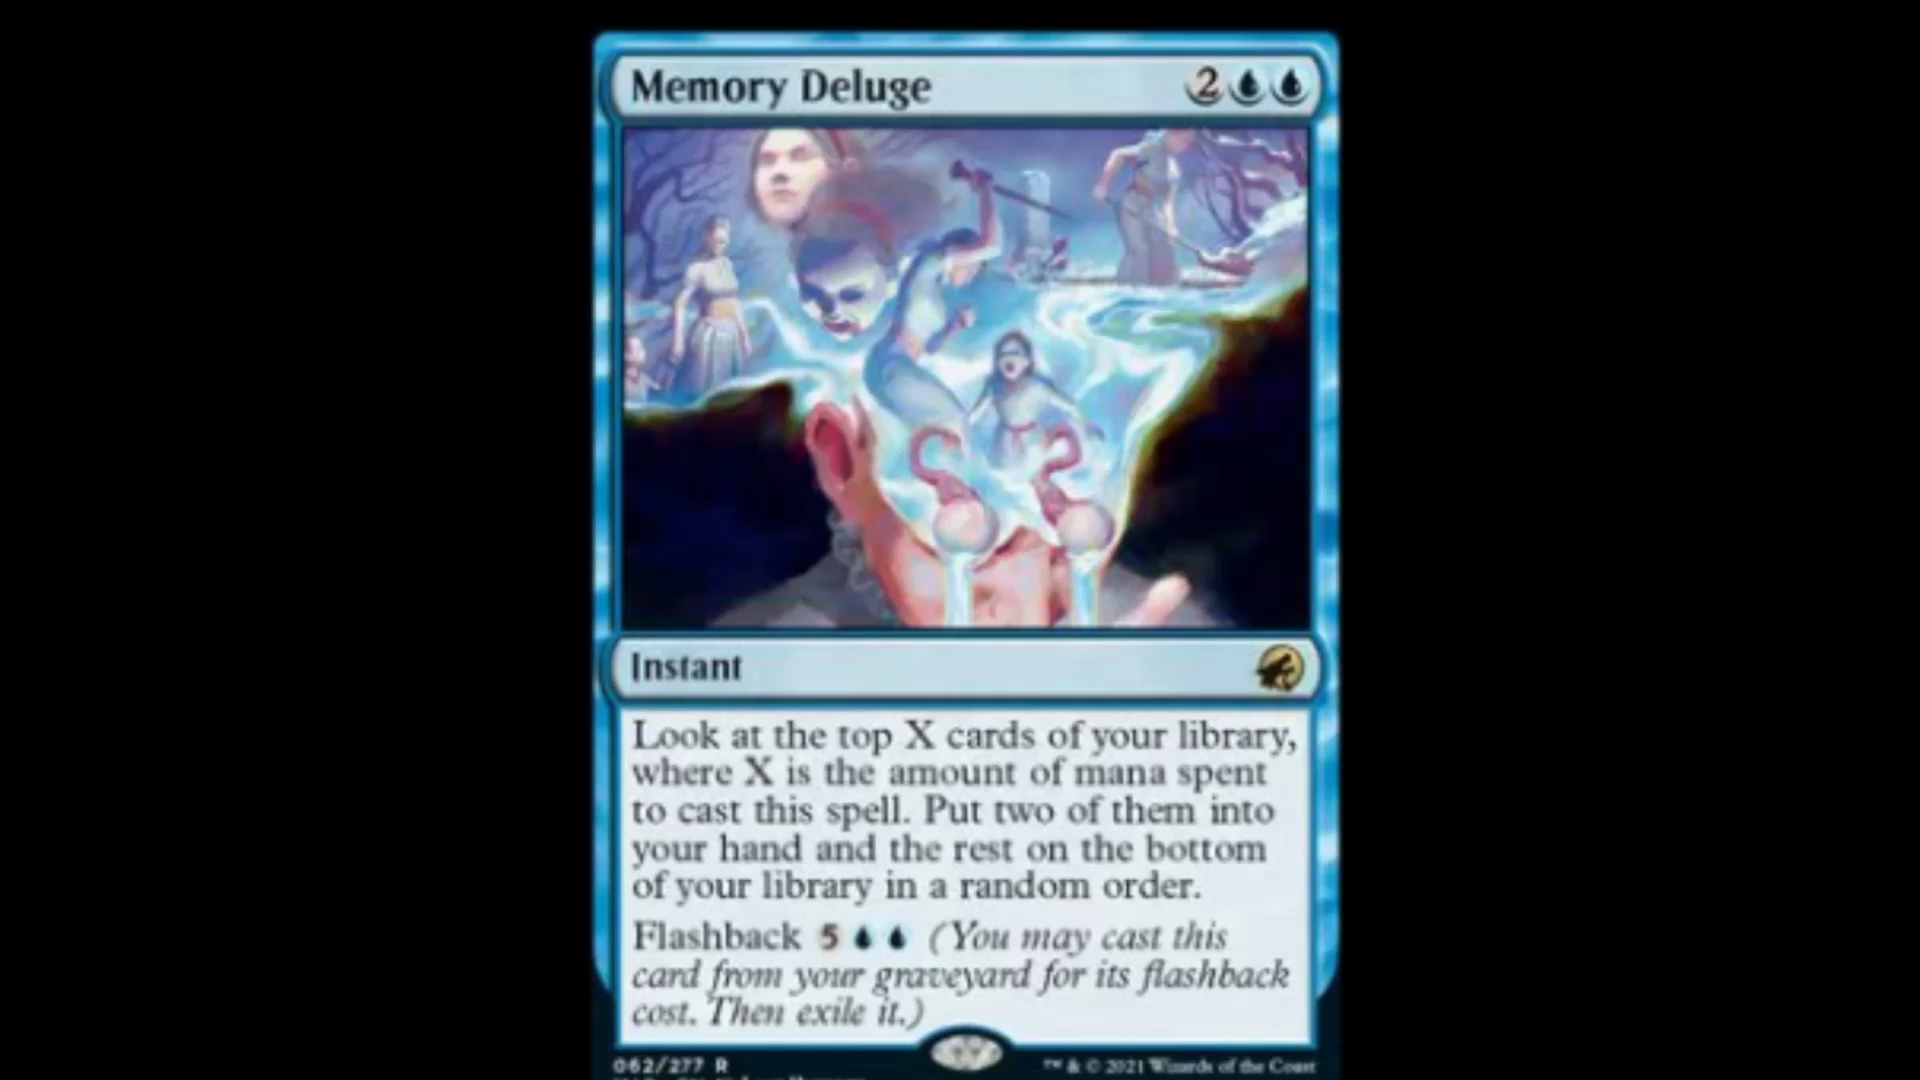 Memory Deluge 2
Instant
Look at the top X cards of your library,
where X is the amount of mana spent
to cast this spell. Put two of them into
your hand and the rest on the bottom
of your library in a random order.
Flashback 5 (You may cast this
card from your graveyard for its flashback
cost. Then exile it.)
062/277 R
™ & © 2021 Wizards of the Coast